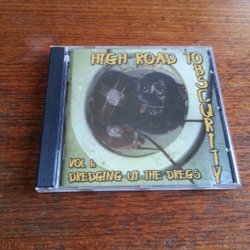 HIGH ROAD TO
OBSCURITY
VOL 1:
DREDGING UP THE DREGS